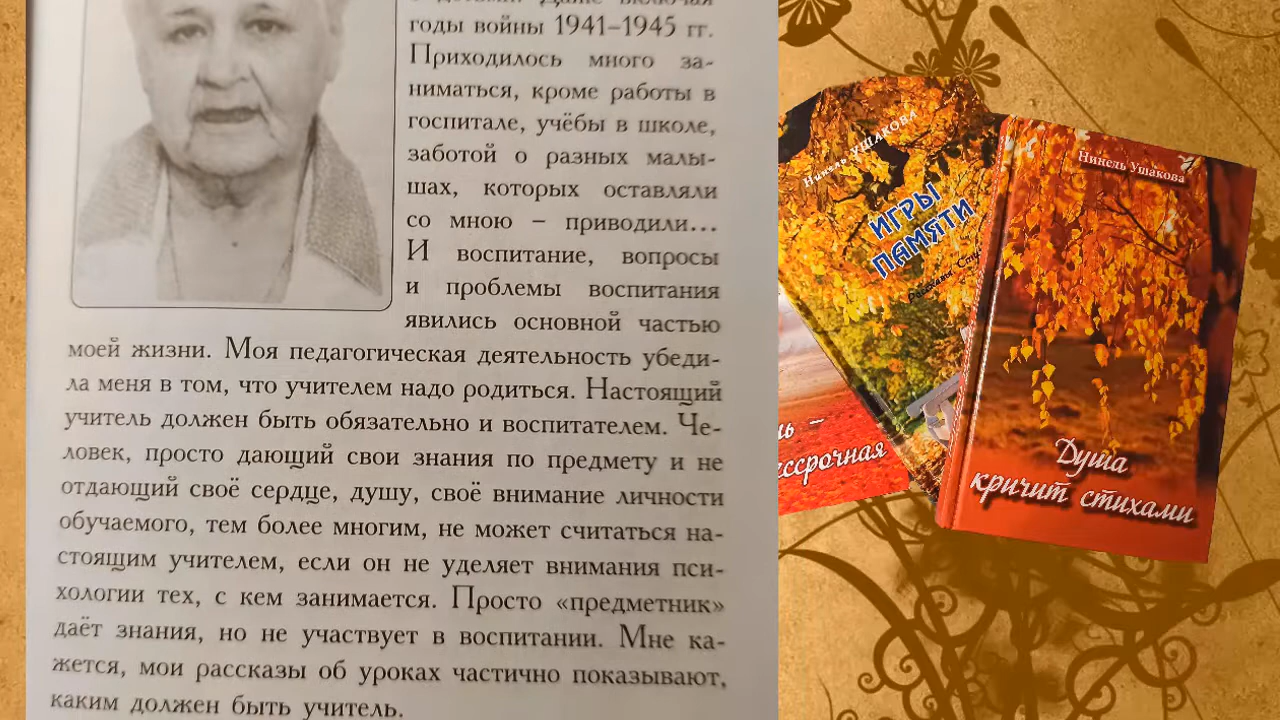 годы войны 1941–1945 гг.
Приходилось много за-
ниматься, кроме работы в
госпитале, учёбы в школе,
заботой о разных малы-
шах, которых оставляли
со мною – приводили...
И воспитание, вопросы
и проблемы воспитания
явились основной частью
моей жизни. Моя педагогическая деятельность убеди-
ла меня в том, что учителем надо родиться. Настоящий
учитель должен быть обязательно и воспитателем. Че-
ловек, просто дающий свои знания по предмету и не
отдающий своё сердце, душу, своё внимание личности
обучаемого, тем более многим, не может считаться на-
стоящим учителем, если он не уделяет внимания пси-
хологии тех, с кем занимается. Просто «предметник»
даёт знания, но не участвует в воспитании. Мне ка-
жется, мои рассказы об уроках частично показывают,
каким должен быть учитель.
Нинель УШАКОВА
ИГРЫ
ПАМЯТИ
Рассказы
Нинель Ушакова
Душа
кричит стихами